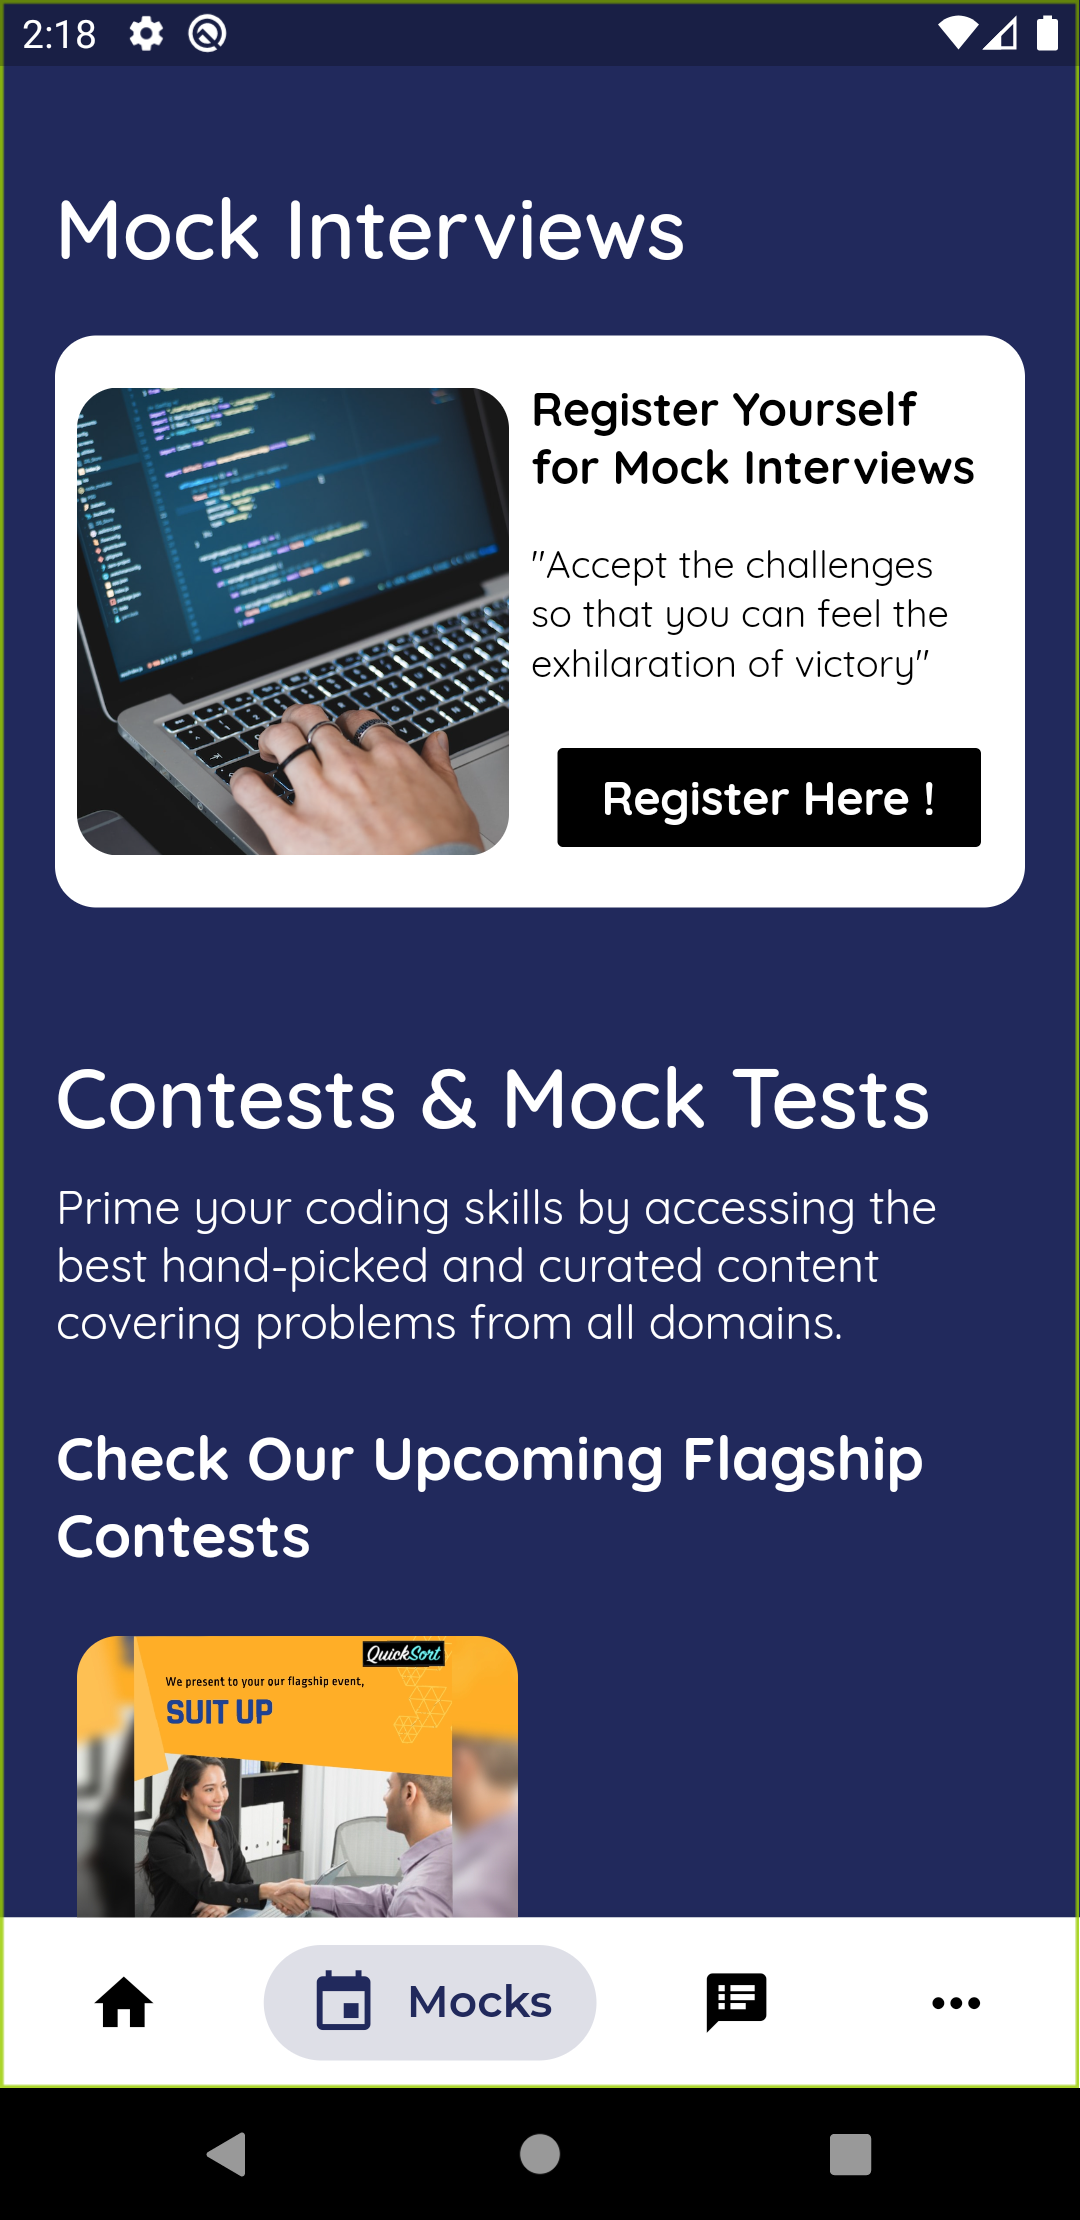 2:18
Mock Interviews
Register Yourself
for Mock Interviews
"Accept the challenges
so that you can feel the
exhilaration of victory"
Register Here !
Contests & Mock Tests
Prime your coding skills by accessing the
best hand-picked and curated content
covering problems from all domains.
Check Our Upcoming Flagship
Contests
QuickSort
We present to your our flagship event,
SUIT UP
Mocks